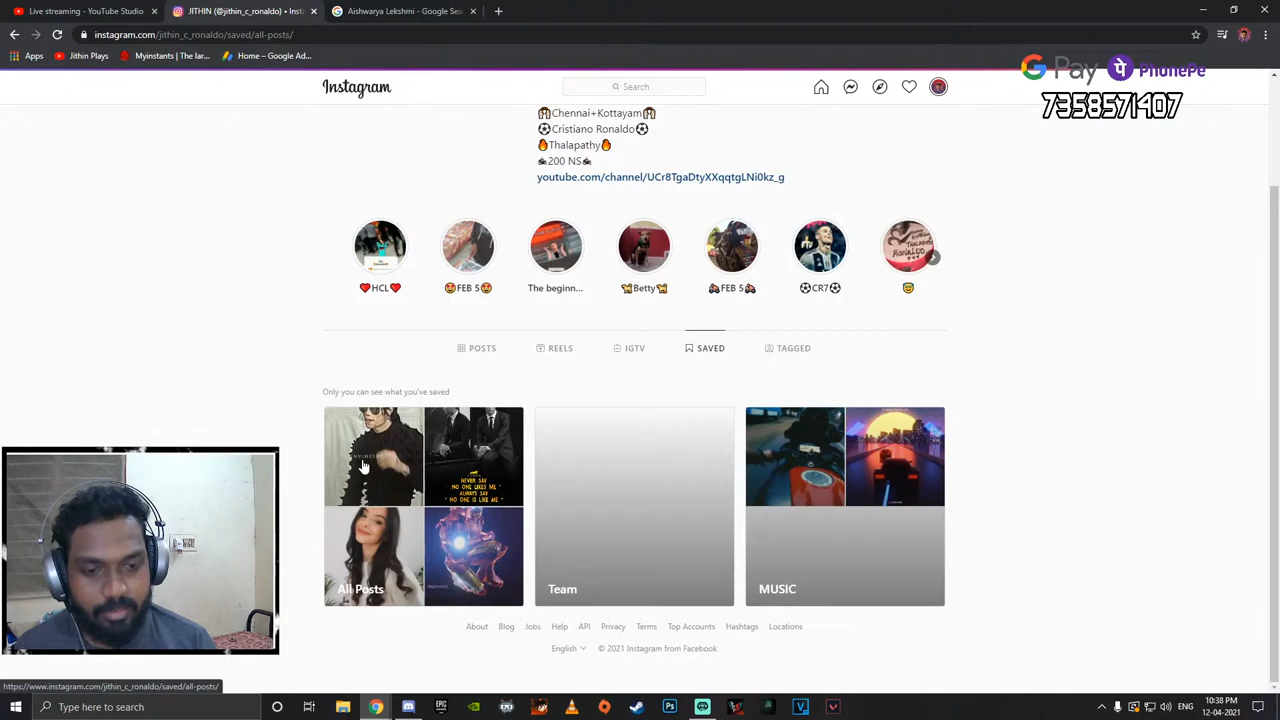 Live streaming - YouTube Studio
JITHIN (@jithin_c_ronaldo) • Inst
Aishwarya Lekshmi - Google Sea
instagram.com/jithin_c_ronaldo/saved/all-posts/
Apps
Jithin Plays
Myinstants | The lar...
Home – Google Ad...
G Pay PhonePe
7358571407
Instagram
Search
Chennai+Kottayam
Cristiano Ronaldo
Thalapathy
200 NS
youtube.com/channel/UCr8TgaDtyXXqqtgLNi0kz_g
HCL
FEB 5
The beginn...
Betty
FEB 5
CR7
POSTS
REELS
IGTV
SAVED
TAGGED
Only you can see what you've saved
NEVER SAY
NO ONE LIKES ME
ALWAYS SAY
" NO ONE IS LIKE ME "
All Posts
Team
MUSIC
About Blog Jobs Help API Privacy Terms Top Accounts Hashtags Locations
English © 2021 Instagram from Facebook
https://www.instagram.com/jithin_c_ronaldo/saved/all-posts/
Type here to search
ENG
10:38 PM
12-04-2021